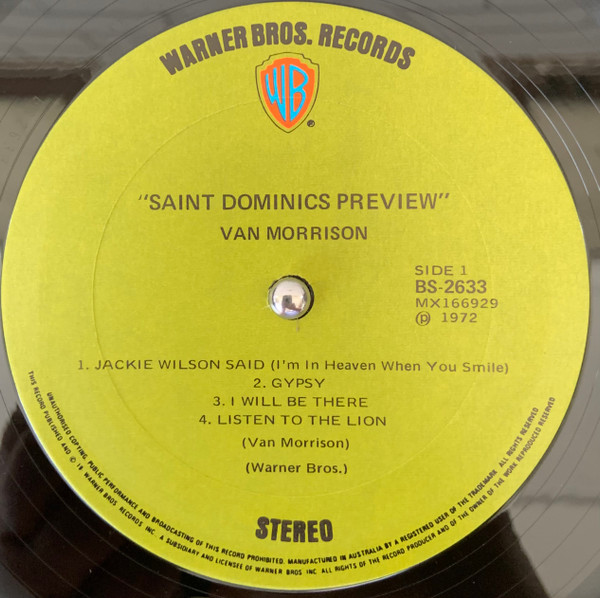 WARNER BROS. RECORDS
WB
®
"SAINT DOMINICS PREVIEW"
VAN MORRISON
SIDE 1
BS-2633
MX166929
℗ 1972
1. JACKIE WILSON SAID (I'm In Heaven When You Smile)
2. GYPSY
3. I WILL BE THERE
4. LISTEN TO THE LION
(Van Morrison)
(Warner Bros.)
STEREO
UNAUTHORISED COPYING, PUBLIC PERFORMANCE AND BROADCASTING OF THIS RECORD PROHIBITED. MANUFACTURED IN AUSTRALIA BY A REGISTERED USER OF THE TRADEMARK. ALL RIGHTS RESERVED
THIS RECORD PUBLISHED AND © IN WARNER BROS. RECORDS INC. A SUBSIDIARY AND LICENSEE OF WARNER BROS. INC. ALL RIGHTS OF THE RECORD PRODUCER AND OF THE OWNER OF THE WORK REPRODUCED RESERVED